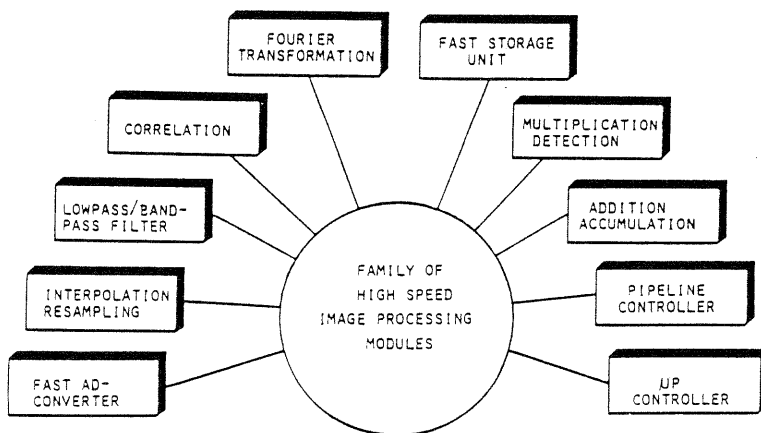 FOURIER
TRANSFORMATION
FAST STORAGE
UNIT
CORRELATION
MULTIPLICATION
DETECTION
LOWPASS/BAND-
PASS FILTER
ADDITION
ACCUMULATION
FAMILY OF
HIGH SPEED
IMAGE PROCESSING
MODULES
INTERPOLATION
RESAMPLING
PIPELINE
CONTROLLER
FAST AD-
CONVERTER
μP
CONTROLLER